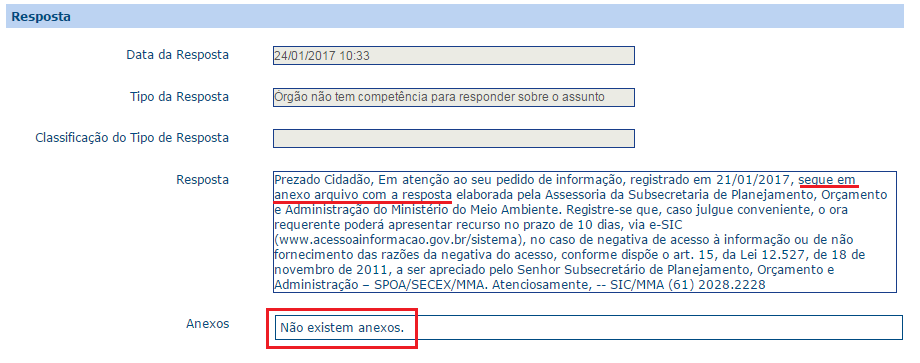 Resposta
Data da Resposta
24/01/2017 10:33
Tipo da Resposta
Órgão não tem competência para responder sobre o assunto
Classificação do Tipo de Resposta
Resposta
Prezado Cidadão, Em atenção ao seu pedido de informação, registrado em 21/01/2017, segue em
anexo arquivo com a resposta elaborada pela Assessoria da Subsecretaria de Planejamento, Orçamento
e Administração do Ministério do Meio Ambiente. Registre-se que, caso julgue conveniente, o ora
requerente poderá apresentar recurso no prazo de 10 dias, via e-SIC
(www.acessoainformacao.gov.br/sistema), no caso de negativa de acesso à informação ou de não
fornecimento das razões da negativa do acesso, conforme dispõe o art. 15, da Lei 12.527, de 18 de
novembro de 2011, a ser apreciado pelo Senhor Subsecretário de Planejamento, Orçamento e
Administração – SPOA/SECEX/MMA. Atenciosamente, -- SIC/MMA (61) 2028.2228
Anexos
Não existem anexos.